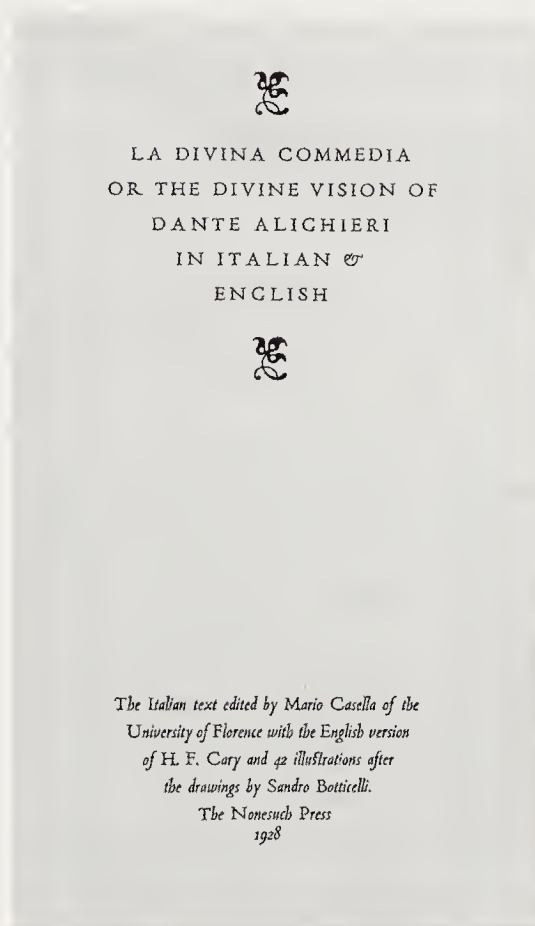 LA DIVINA COMMEDIA
OR THE DIVINE VISION OF
DANTE ALIGHIERI
IN ITALIAN &
ENGLISH
The Italian text edited by Mario Casella of the
University of Florence with the English version
of H. F. Cary and 42 illustrations after
the drawings by Sandro Botticelli.
The Nonesuch Press
1928